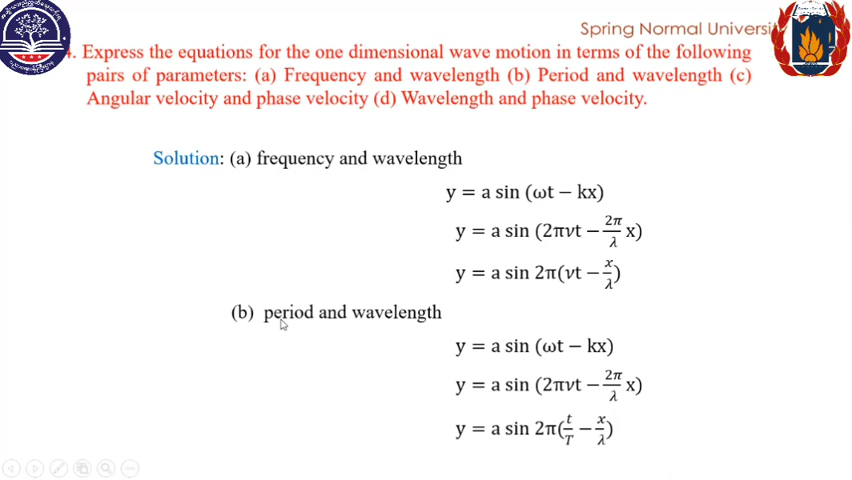 Spring Normal Universi
4. Express the equations for the one dimensional wave motion in terms of the following
pairs of parameters: (a) Frequency and wavelength (b) Period and wavelength (c)
Angular velocity and phase velocity (d) Wavelength and phase velocity.
Solution: (a) frequency and wavelength
y = a sin (ωt − kx)
y = a sin (2πνt − 2π/λ x)
y = a sin 2π(νt − x/λ)
(b) period and wavelength
y = a sin (ωt − kx)
y = a sin (2πνt − 2π/λ x)
y = a sin 2π(t/T − x/λ)